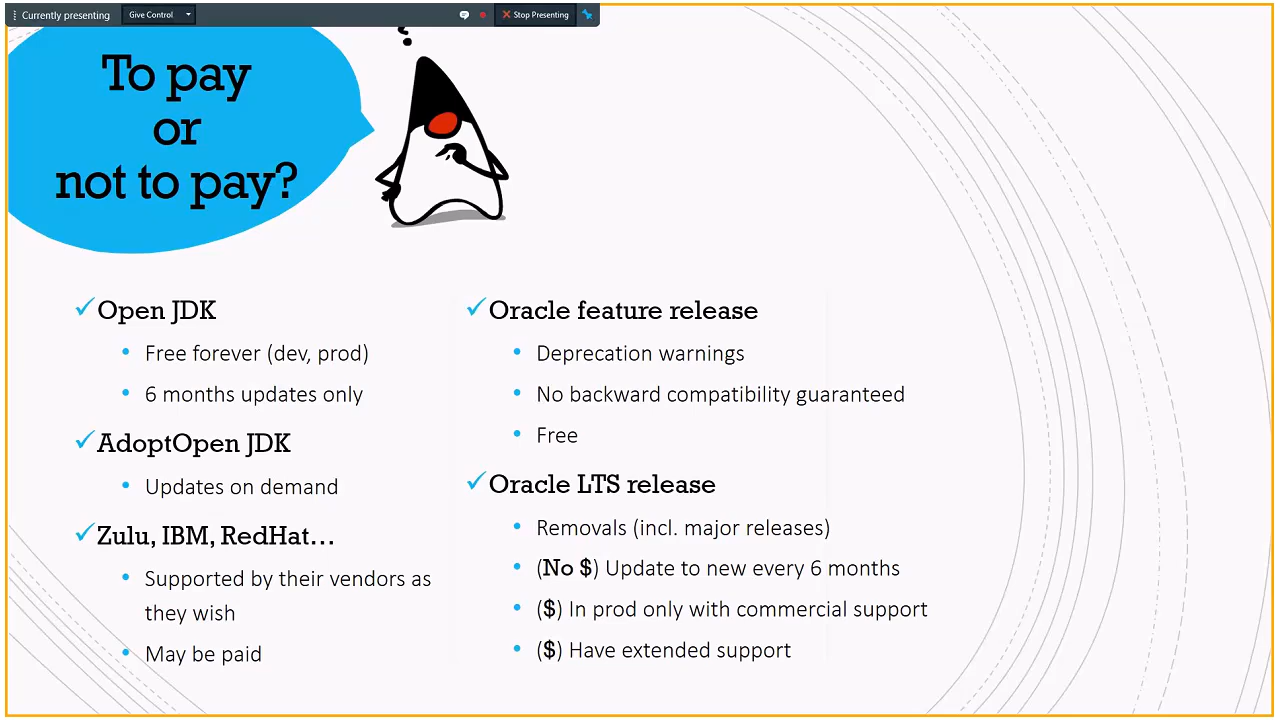 Currently presenting
Give Control
Stop Presenting
To pay
or
not to pay?
Open JDK
Free forever (dev, prod)
6 months updates only
AdoptOpen JDK
Updates on demand
Zulu, IBM, RedHat…
Supported by their vendors as
they wish
May be paid
Oracle feature release
Deprecation warnings
No backward compatibility guaranteed
Free
Oracle LTS release
Removals (incl. major releases)
(No $) Update to new every 6 months
($) In prod only with commercial support
($) Have extended support